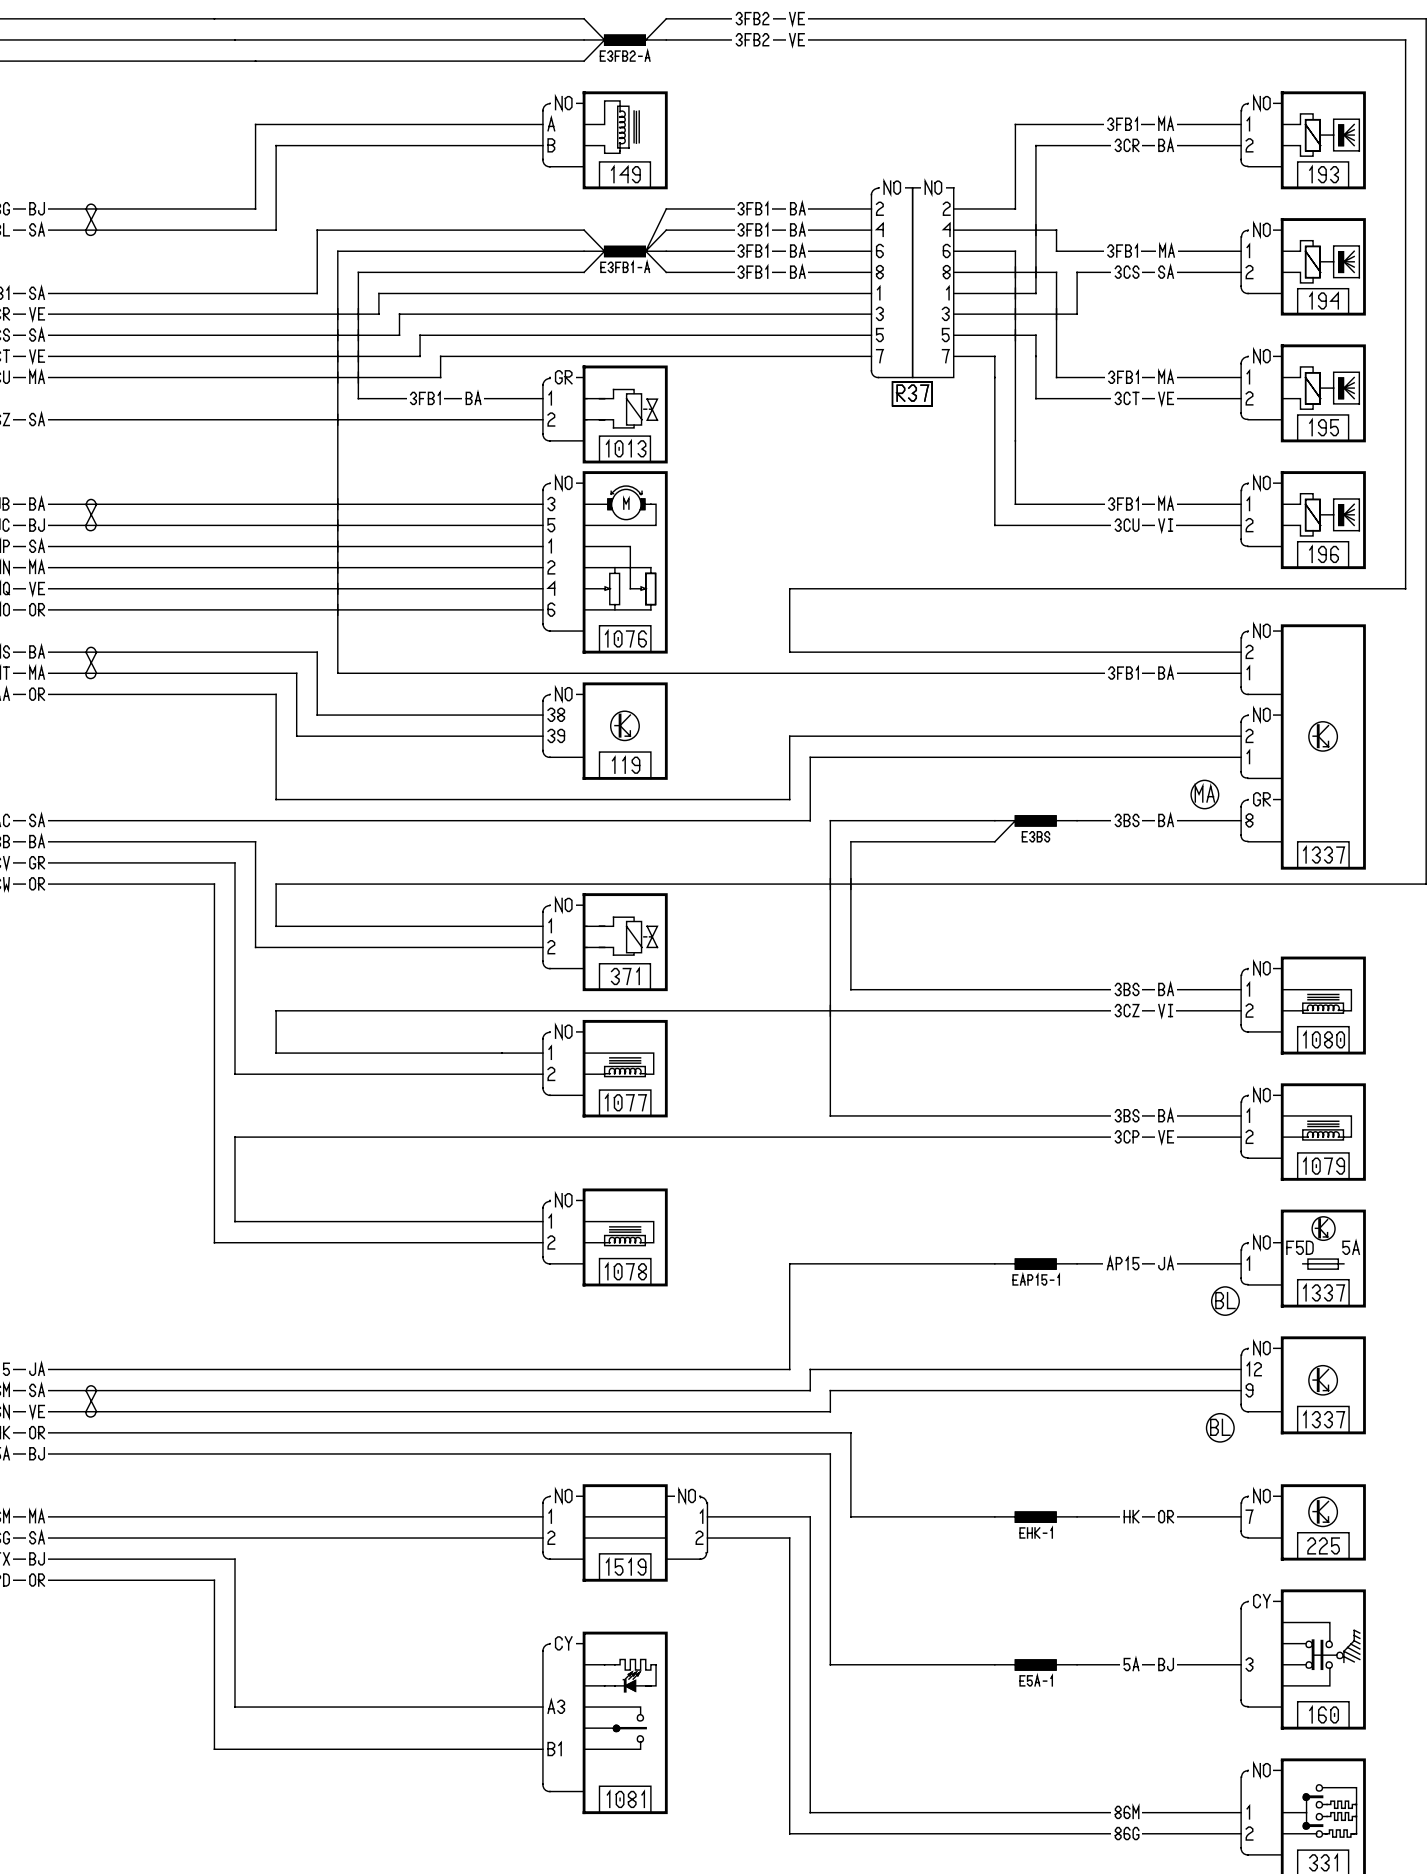 3FB2 VE
3FB2 VE
E3FB2-A
NO
A
B
149
G BJ
L SA
3FB1 BA
3FB1 BA
3FB1 BA
3FB1 BA
E3FB1-A
NO NO
2 2
4 4
6 6
8 8
1 1
3 3
5 5
7 7
R37
3FB1 MA
3CR BA
NO
1
2
193
3FB1 MA
3CS SA
NO
1
2
194
3FB1 MA
3CT VE
NO
1
2
195
3FB1 MA
3CU VI
NO
1
2
196
B1 SA
R VE
S SA
T VE
U MA
Z SA
3FB1 BA
GR
1
2
1013
B BA
C BJ
P SA
N MA
Q VE
O OR
NO
3
5
1
2
4
6
M
1076
S BA
T MA
A OR
NO
38
39
119
3FB1 BA
NO
2
1
NO
2
1
MA
GR
8
1337
C SA
B BA
V GR
W OR
E3BS
3BS BA
NO
1
2
371
3BS BA
3CZ VI
NO
1
2
1080
NO
1
2
1077
3BS BA
3CP VE
NO
1
2
1079
NO
1
2
1078
EAP15-1
AP15 JA
NO
1
F5D 5A
1337
BL
5 JA
M SA
N VE
K OR
A BJ
NO
12
9
1337
BL
M MA
G SA
X BJ
D OR
NO
1
2
1519
NO
1
2
EHK-1
HK OR
NO
7
225
E5A-1
5A BJ
CY
3
160
CY
A3
B1
1081
86M
86G
NO
1
2
331